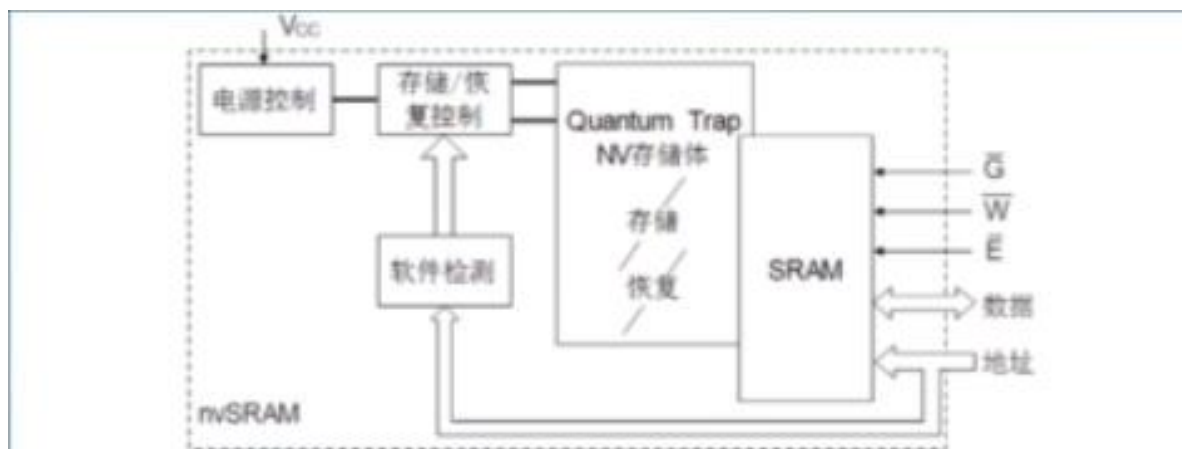 Vcc
电源控制
存储/恢
复控制
Quantum Trap
NV存储体
存储
恢复
软件检测
SRAM
G̅
W̅
E̅
数据
地址
nvSRAM